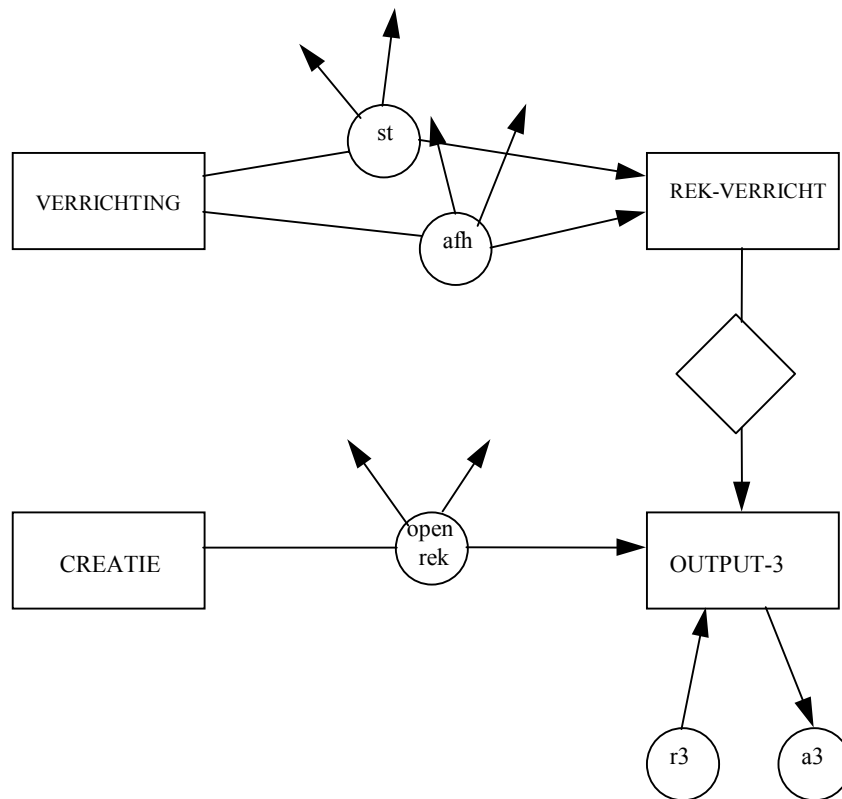 st
VERRICHTING
REK-VERRICHT
afh
CREATIE
open
rek
OUTPUT-3
r3
a3